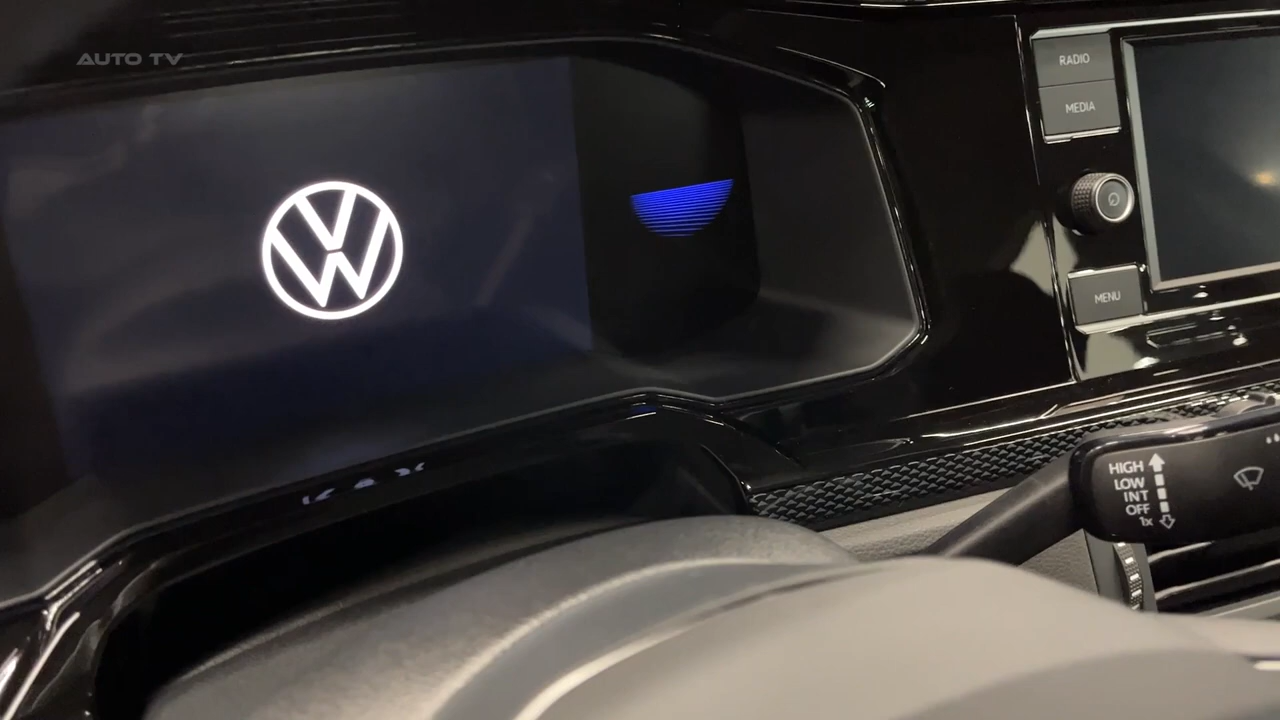 AUTO TV
RADIO
MEDIA
MENU
HIGH
LOW
INT
OFF
1x